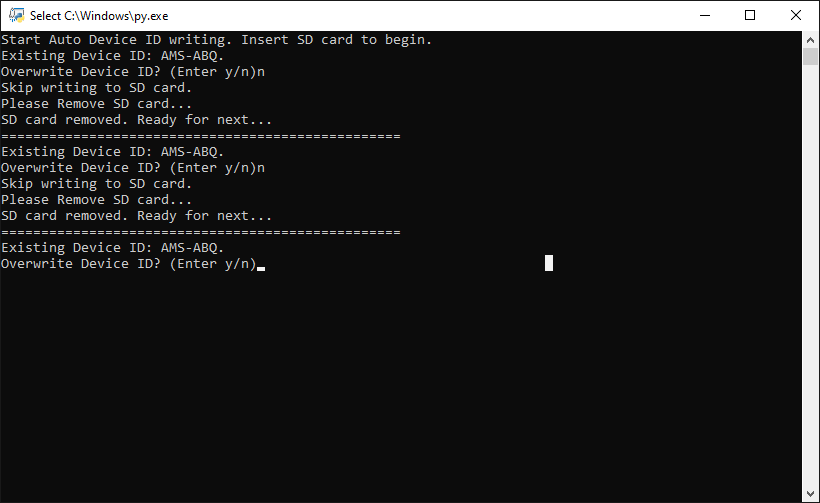 Select C:\Windows\py.exe
Start Auto Device ID writing. Insert SD card to begin.
Existing Device ID: AMS-ABQ.
Overwrite Device ID? (Enter y/n)n
Skip writing to SD card.
Please Remove SD card...
SD card removed. Ready for next...
==================================================
Existing Device ID: AMS-ABQ.
Overwrite Device ID? (Enter y/n)n
Skip writing to SD card.
Please Remove SD card...
SD card removed. Ready for next...
==================================================
Existing Device ID: AMS-ABQ.
Overwrite Device ID? (Enter y/n)